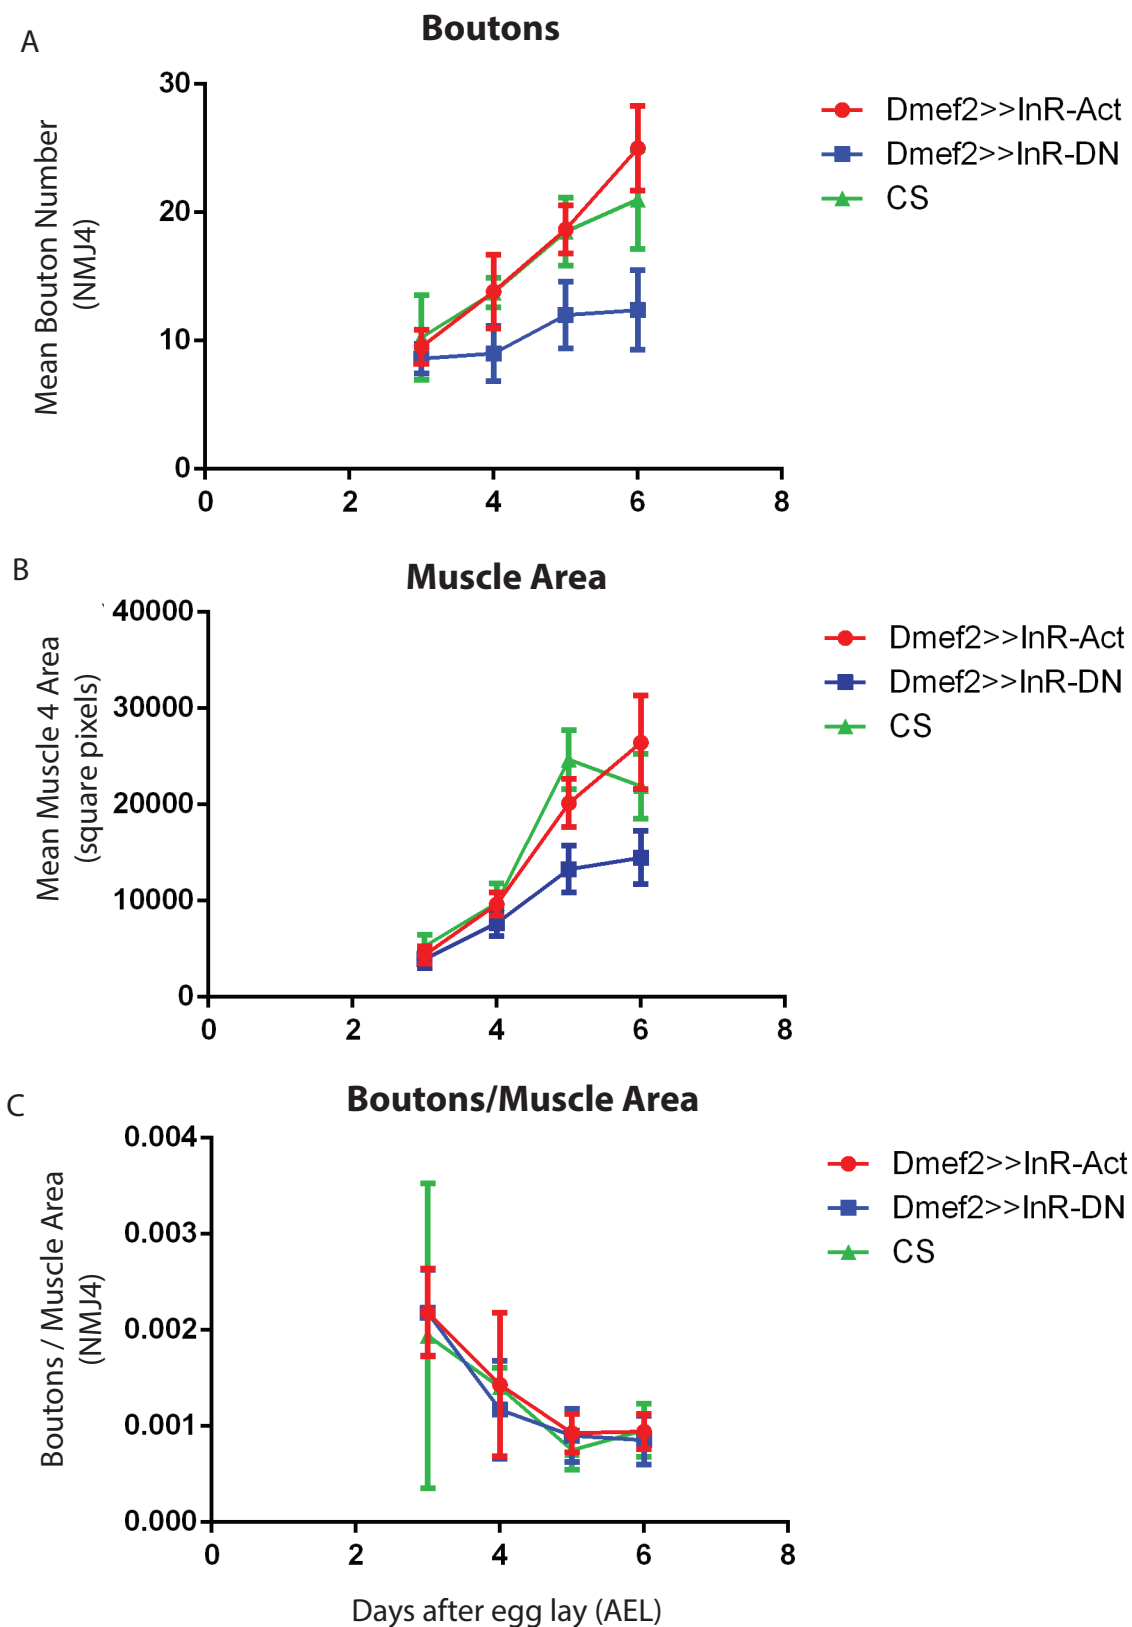 A
Boutons
Mean Bouton Number
(NMJ4)
30
20
10
0
0 2 4 6 8
Dmef2>>InR-Act
Dmef2>>InR-DN
CS
B
Muscle Area
Mean Muscle 4 Area
(square pixels)
40000
30000
20000
10000
0
0 2 4 6 8
Dmef2>>InR-Act
Dmef2>>InR-DN
CS
C
Boutons/Muscle Area
Boutons / Muscle Area
(NMJ4)
0.004
0.003
0.002
0.001
0.000
0 2 4 6 8
Dmef2>>InR-Act
Dmef2>>InR-DN
CS
Days after egg lay (AEL)